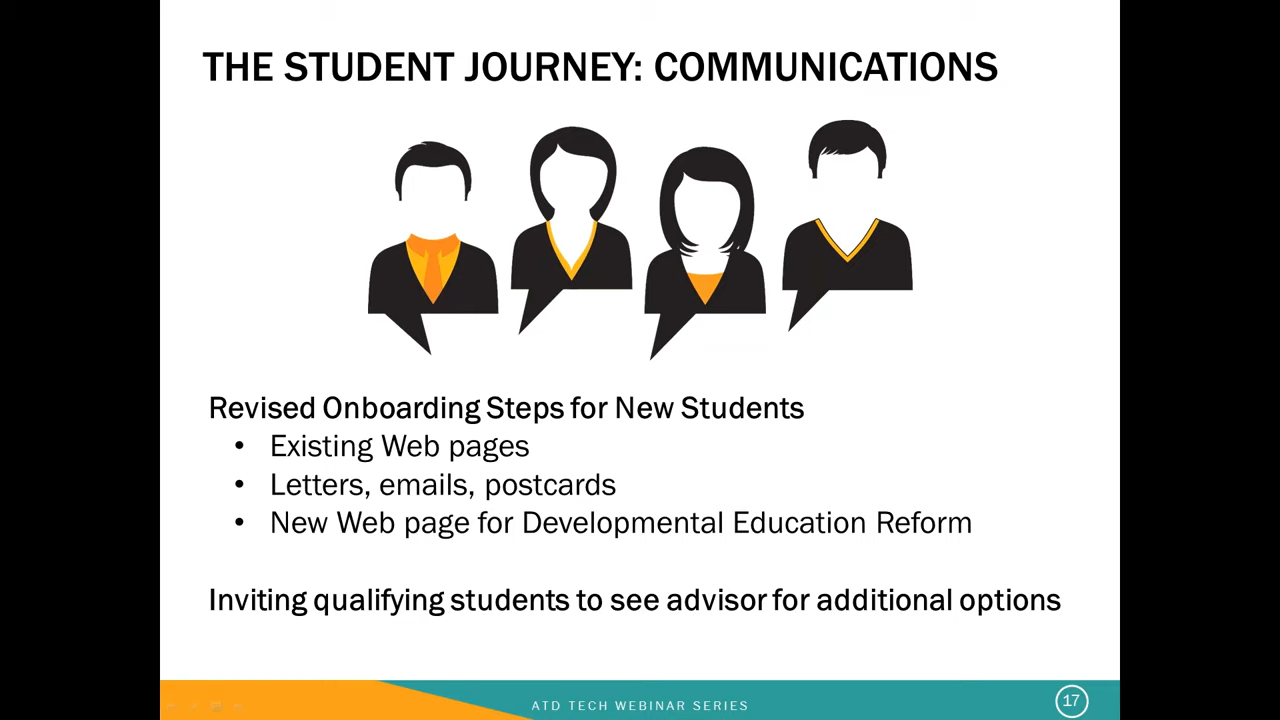 THE STUDENT JOURNEY: COMMUNICATIONS
Revised Onboarding Steps for New Students
• Existing Web pages
• Letters, emails, postcards
• New Web page for Developmental Education Reform
Inviting qualifying students to see advisor for additional options
ATD TECH WEBINAR SERIES
17